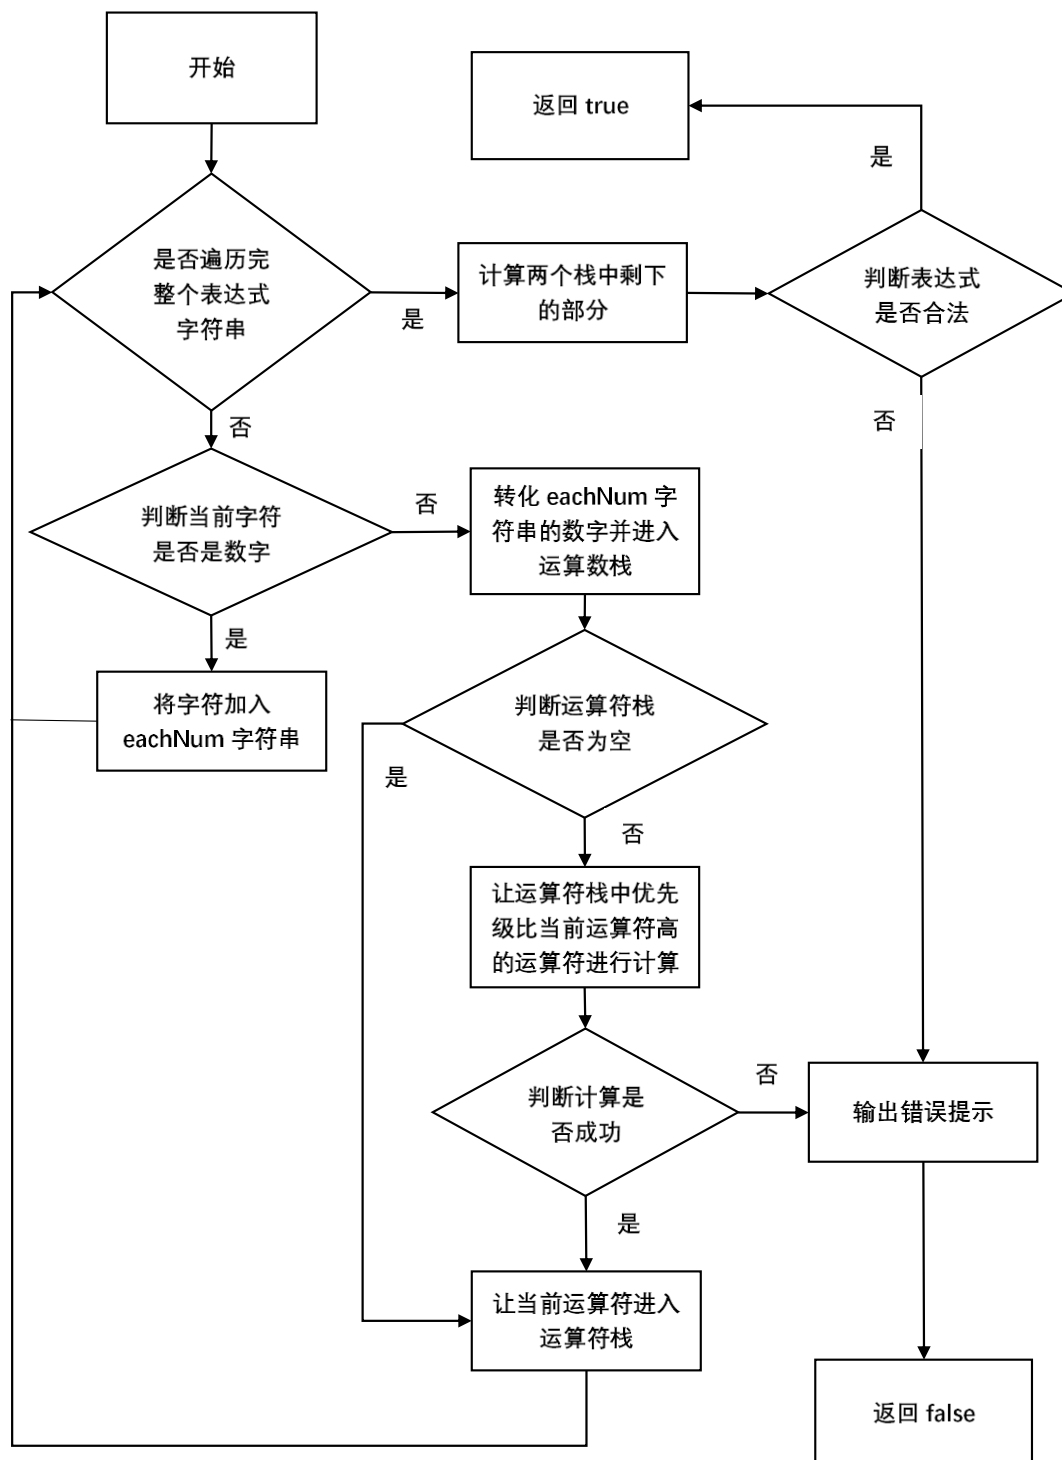 开始
返回 true
是
是否遍历完
整个表达式
字符串
是
计算两个栈中剩下
的部分
判断表达式
是否合法
否
否
判断当前字符
是否是数字
否
转化 eachNum 字
符串的数字并进入
运算数栈
是
将字符加入
eachNum 字符串
判断运算符栈
是否为空
是
否
让运算符栈中优先
级比当前运算符高
的运算符进行计算
判断计算是
否成功
否
输出错误提示
是
让当前运算符进入
运算符栈
返回 false